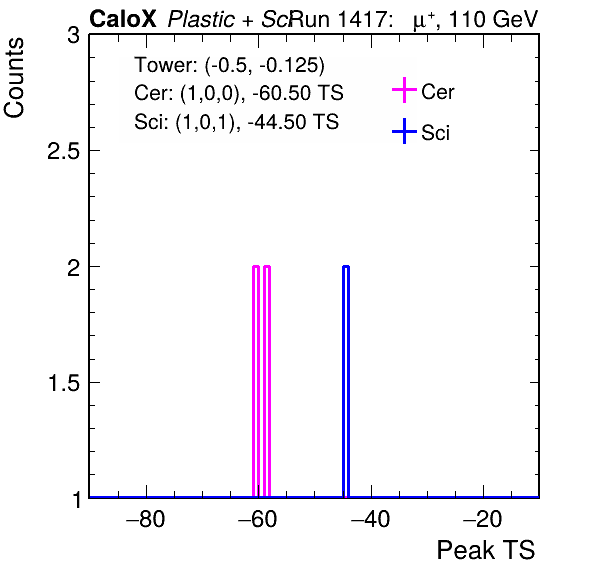 CaloX Plastic + SciRun 1417: μ⁺, 110 GeV
Counts
3
2.5
2
1.5
1
Tower: (-0.5, -0.125)
Cer: (1,0,0), -60.50 TS
Sci: (1,0,1), -44.50 TS
Cer
Sci
−80 −60 −40 −20
Peak TS